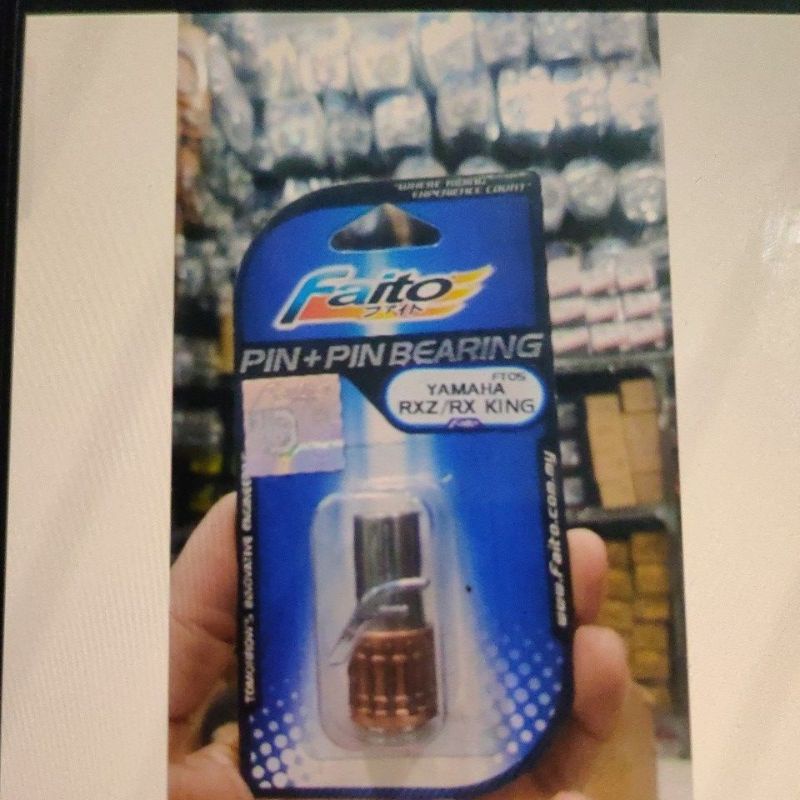 "WHERE RIDING
EXPERIENCE COUNT"
Faito
ファイト
PIN + PIN BEARING
FT05
YAMAHA
RXZ/RX KING
Faito
www.Faito.com.my
TOMORROW'S INNOVATIVE